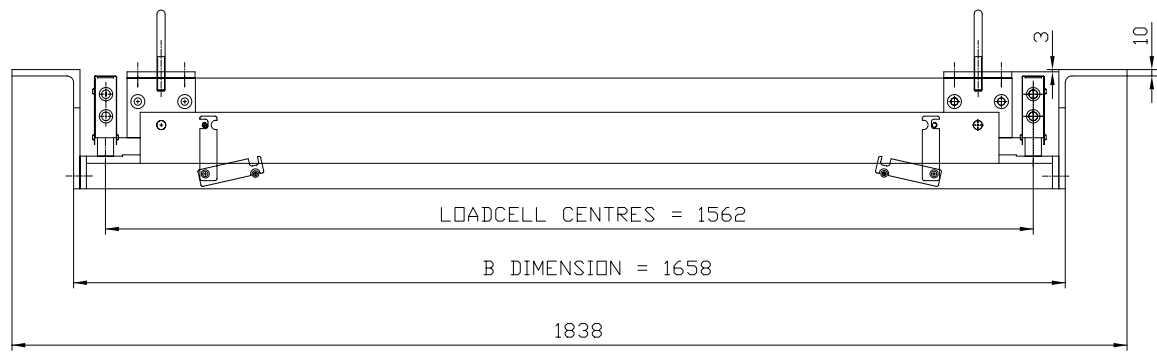 3
10
LOADCELL CENTRES = 1562
B DIMENSION = 1658
1838